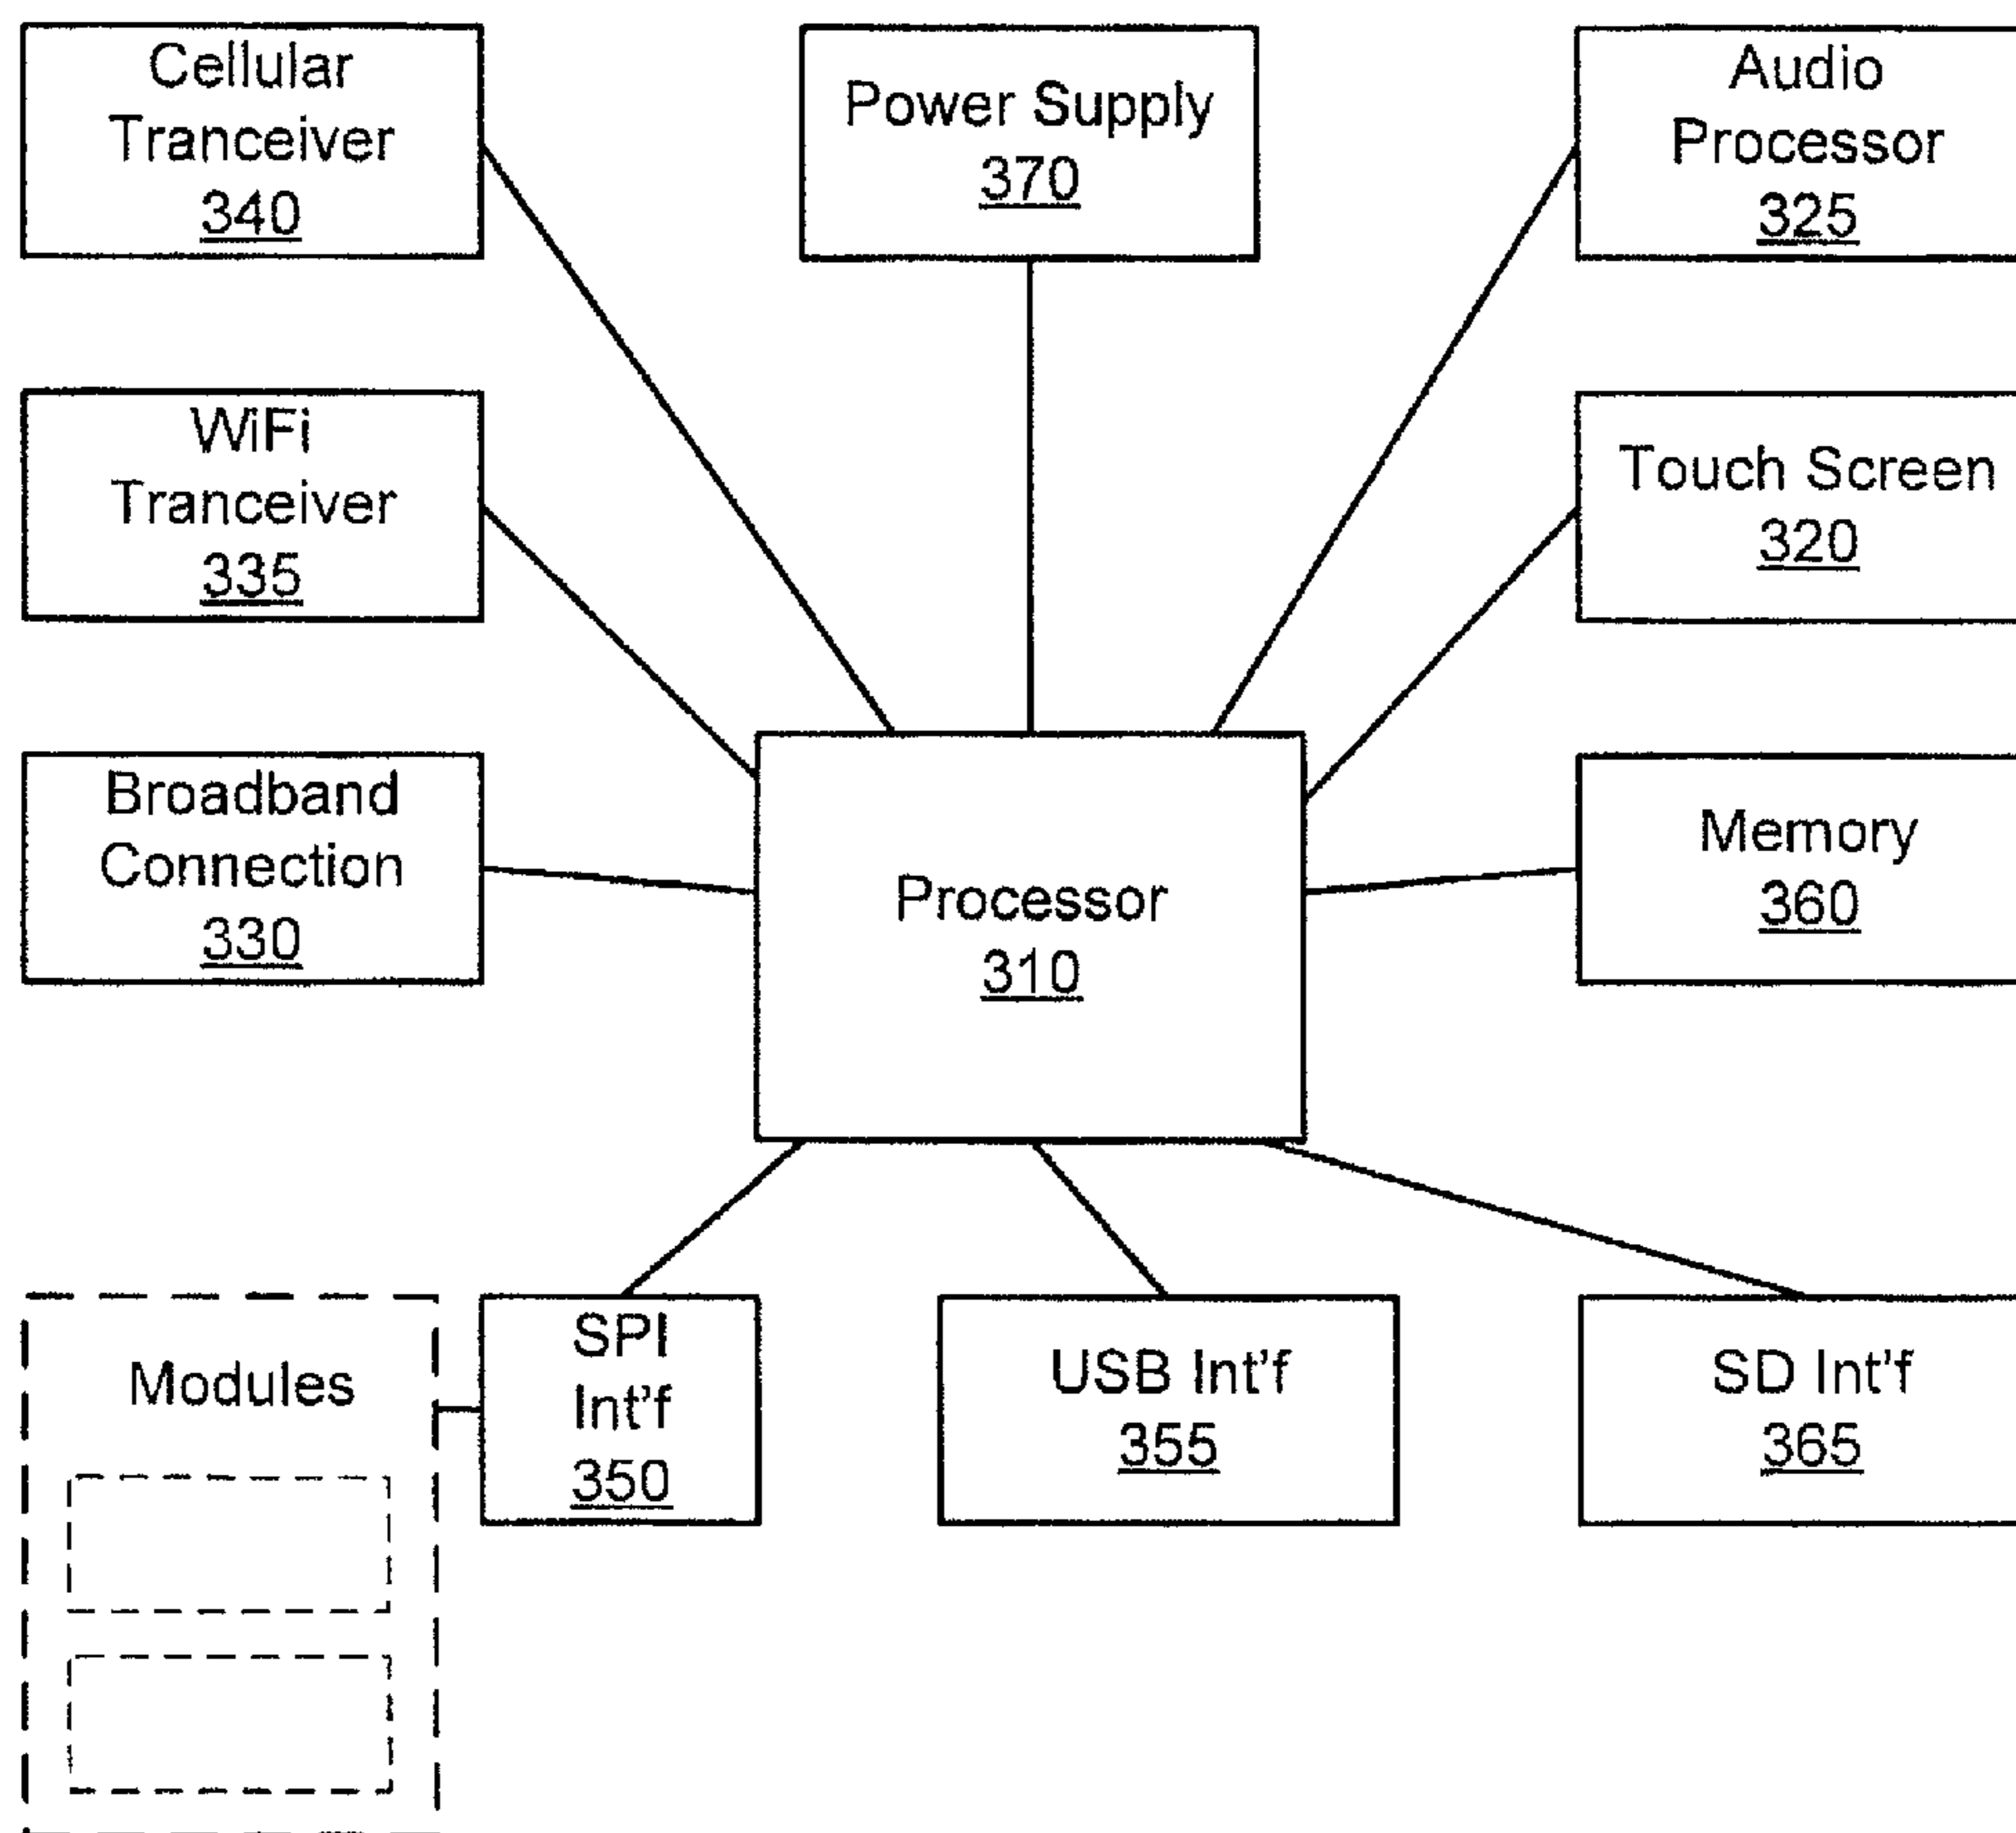 Cellular
Tranceiver
340
Power Supply
370
Audio
Processor
325
WiFi
Tranceiver
335
Touch Screen
320
Broadband
Connection
330
Processor
310
Memory
360
Modules
SPI
Int'f
350
USB Int'f
355
SD Int'f
365